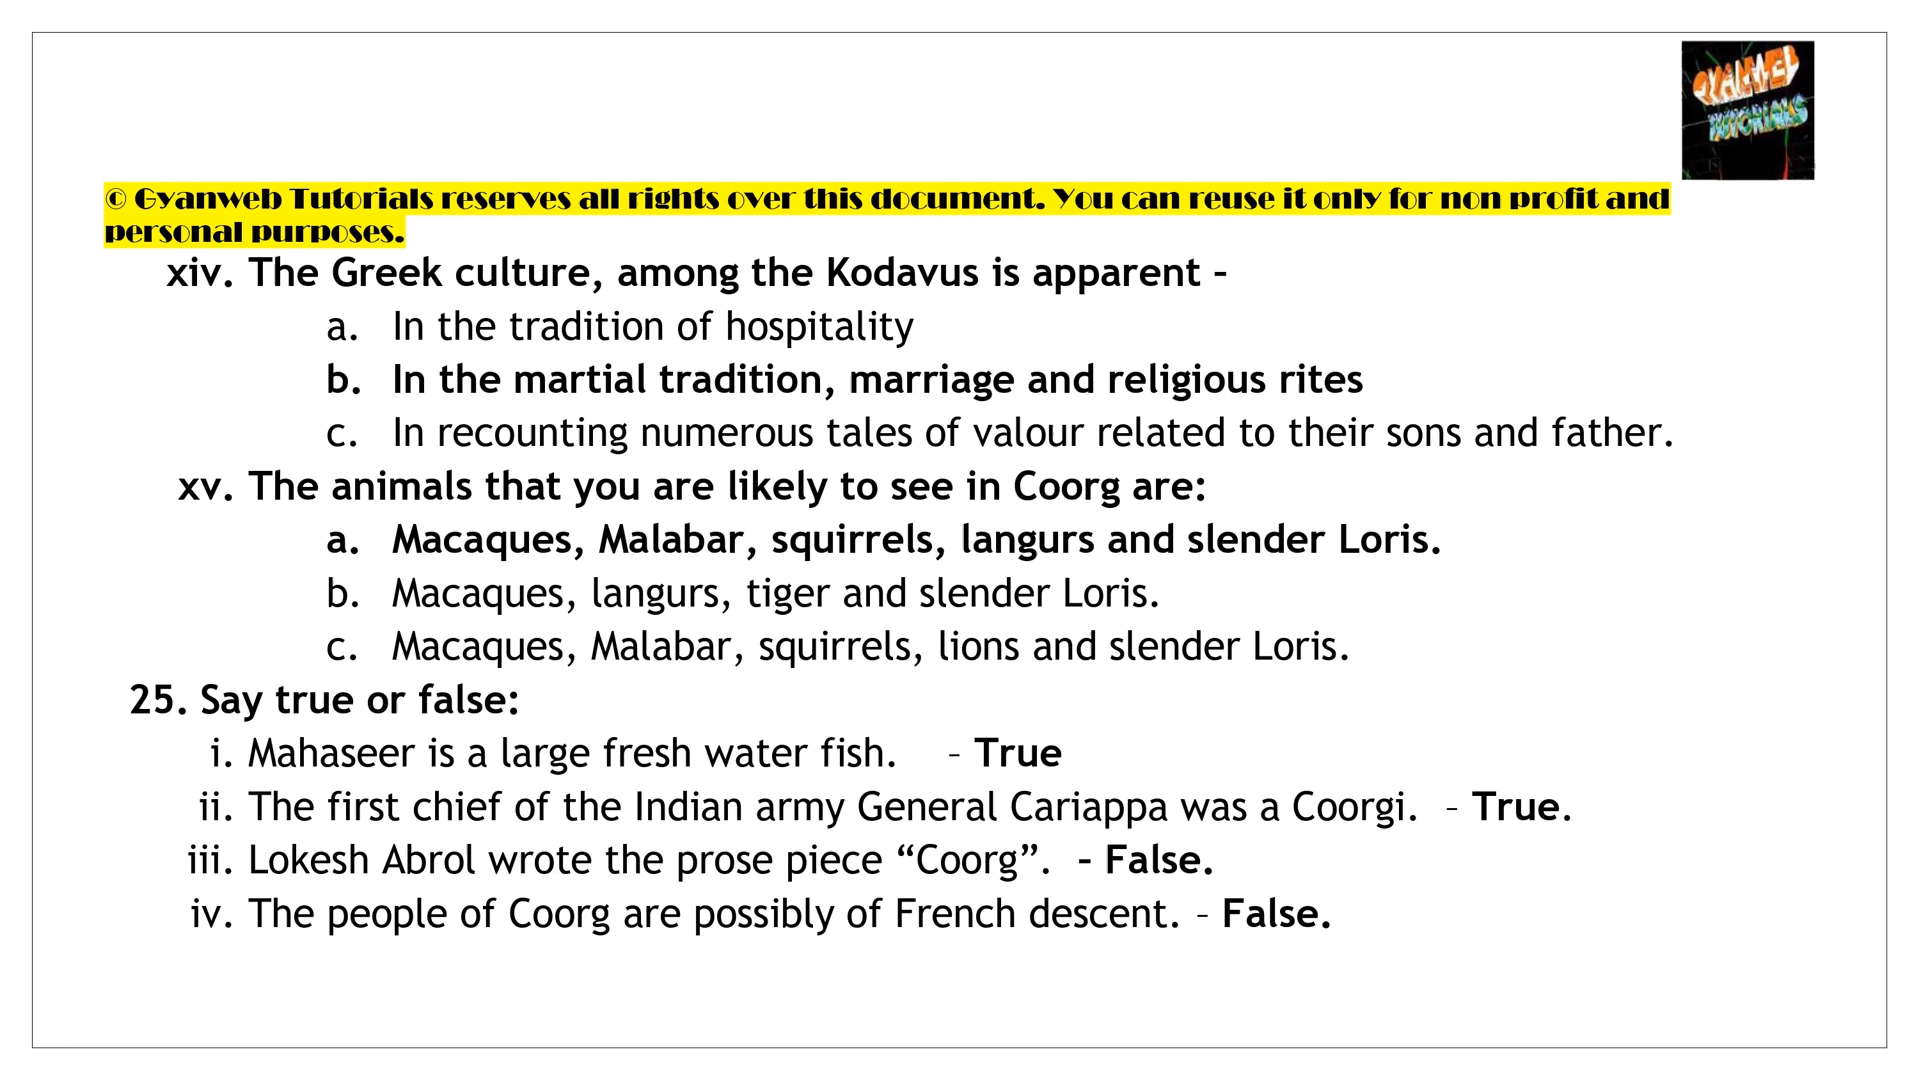 GYANWEB
TUTORIALS
© Gyanweb Tutorials reserves all rights over this document. You can reuse it only for non profit and
personal purposes.
xiv. The Greek culture, among the Kodavus is apparent –
a. In the tradition of hospitality
b. In the martial tradition, marriage and religious rites
c. In recounting numerous tales of valour related to their sons and father.
xv. The animals that you are likely to see in Coorg are:
a. Macaques, Malabar, squirrels, langurs and slender Loris.
b. Macaques, langurs, tiger and slender Loris.
c. Macaques, Malabar, squirrels, lions and slender Loris.
25. Say true or false:
i. Mahaseer is a large fresh water fish. – True
ii. The first chief of the Indian army General Cariappa was a Coorgi. – True.
iii. Lokesh Abrol wrote the prose piece “Coorg”. – False.
iv. The people of Coorg are possibly of French descent. – False.